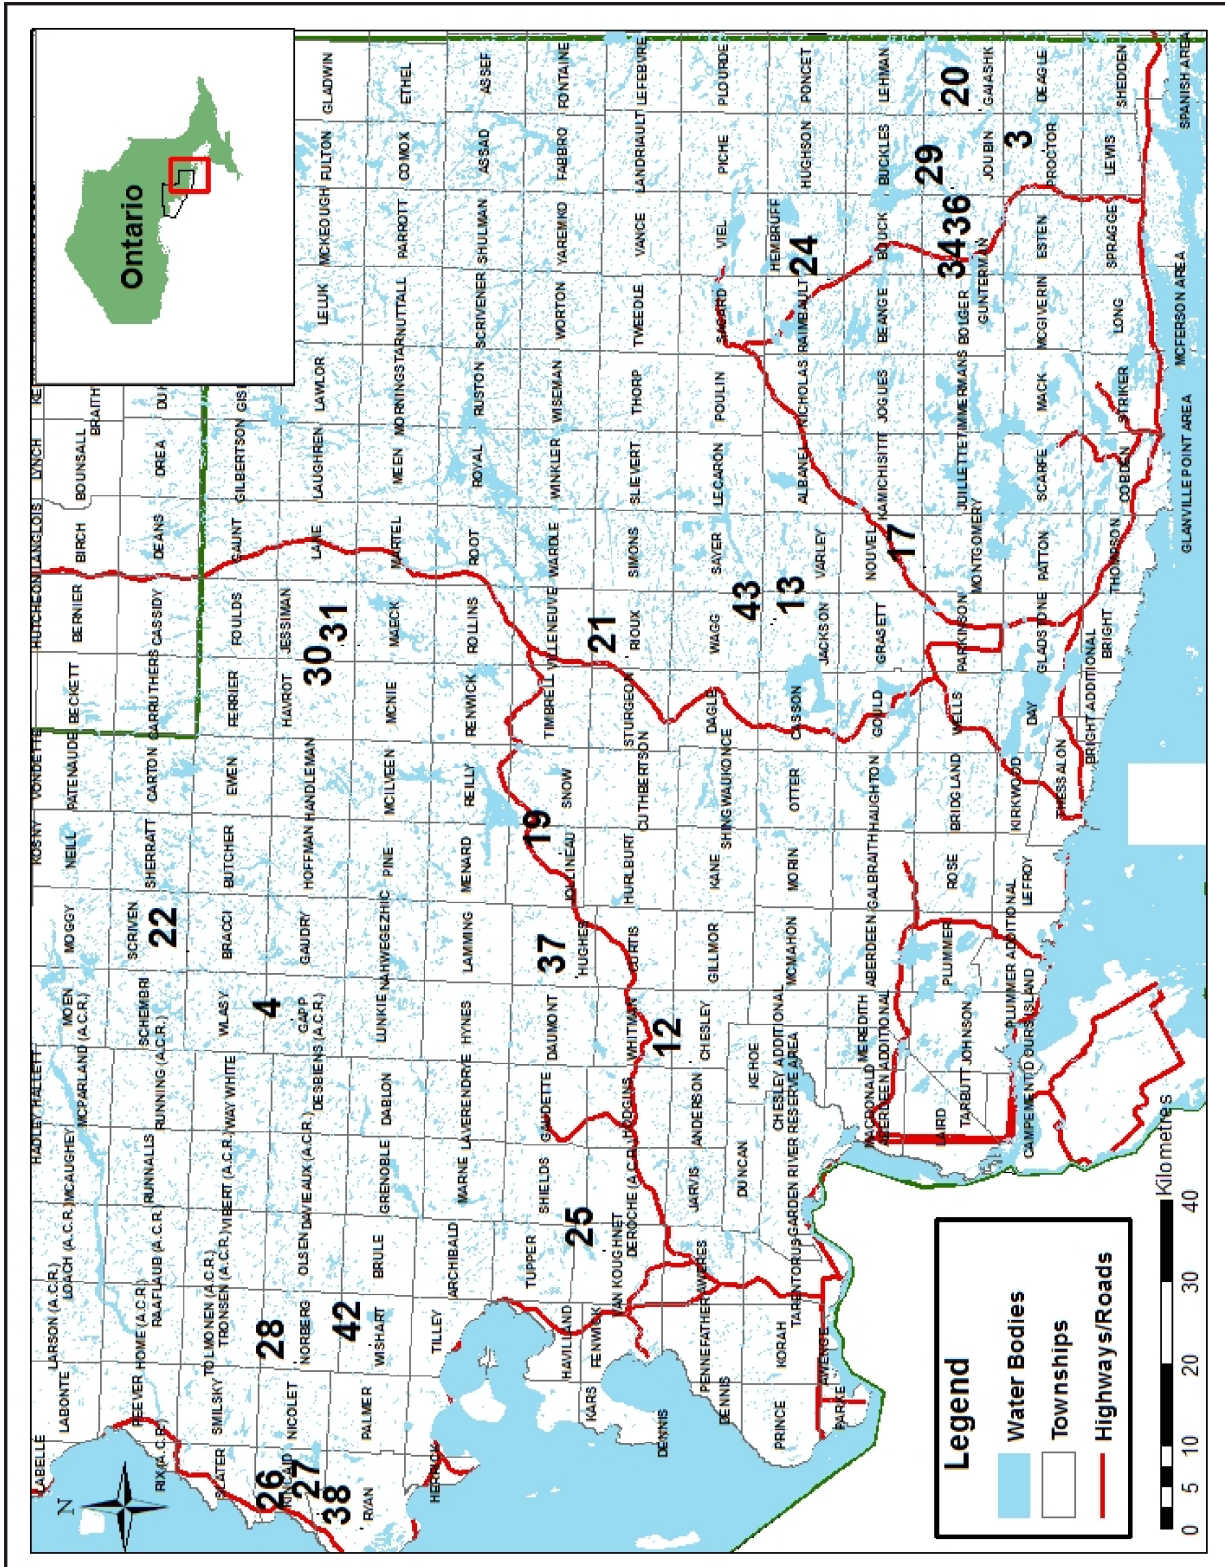 Ontario
N
HADLEY
HALLETT
ROSNY
VONDETTE
HUTCHEON
LANGLOIS
LYNCH
LABELLE
LABONTE
LARSON (A.C.R.)
LOACH (A.C.R.)
MCAUGHEY
MCPARLAND (A.C.R.)
MOEN
MOGGY
NEILL
PATENAUDE
BECKETT
BERNIER
BIRCH
BOUNSALL
BRAITH
RIX (A.C.R.)
PEEVER
HOME (A.C.R.)
RAAFLAUB (A.C.R.)
RUNNALLS
RUNNING (A.C.R.)
SCHEMBRI
SCRIVEN
22
SHERRATT
CARTON
CARRUTHERS
CASSIDY
DEANS
DREA
SLATER
SMILSKY
TOLMONEN (A.C.R.)
TRONSEN (A.C.R.)
VIBERT (A.C.R.)
WAY WHITE
WLASY
BRACCI
BUTCHER
EWEN
FERRIER
FOULDS
GAUNT
GILBERTSON
26
KINCAID
27
NICOLET
28
NORBERG
OLSEN
DAVIEAUX (A.C.R.)
DESBIENS (A.C.R.)
4
GAPP
GAUDRY
HOFFMAN
HANDLEMAN
HAVROT
JESSIMAN
30
31
LANE
LAUGHREN
LAWLOR
LELUK
MCKEOUGH
FULTON
GLADWIN
38
RYAN
PALMER
42
WISHART
BRULE
GRENOBLE
DABLON
LUNKIE
NAHWEGEZHIC
PINE
MCILVEEN
MCNIE
MAECK
MARTEL
MEEN
MORNINGSTAR
NUTTALL
PARROTT
COMOX
ETHEL
HERRICK
TILLEY
ARCHIBALD
MARNE
LAVERENDRYE
HYNES
LAMMING
MENARD
REILLY
RENWICK
ROLLINS
ROOT
ROYAL
RUSTON
SCRIVENER
SHULMAN
ASSAD
ASSEF
TUPPER
SHIELDS
GAUDETTE
DAUMONT
37
HUGHES
JOLLINEAU
19
SNOW
TIMBRELL
VILLENEUVE
WARDLE
WINKLER
WISEMAN
WORTON
YAREMKO
FABBRO
FONTAINE
KARS
HAVILLAND
FENWICK
25
VAN KOUGHNET
DEROCHE (A.C.R.)
HODGINS
WHITMAN
CURTIS
HURLBURT
CUTHBERTSON
STURGEON
21
RIOUX
SIMONS
SLIEVERT
THORP
TWEEDLE
VANCE
LANDRIAULT
LEFEBVRE
DENNIS
DENNIS
PENNEFATHER
AWERES
JARVIS
ANDERSON
12
CHESLEY
GILLMOR
KANE
SHINGWAUKONCE
DAGLE
WAGG
SAYER
LECARON
POULIN
SAGARD
VIEL
PICHE
PLOURDE
DUNCAN
KEHOE
43
PRINCE
KORAH
TARENTORUS
GARDEN RIVER RESERVE AREA
CHESLEY ADDITIONAL
MCMAHON
MORIN
OTTER
CASSON
13
JACKSON
VARLEY
ALBANEL
NICHOLAS
RAIMBAULT
HEMBRUFF
24
HUGHSON
PONCET
PARKE
AWENGE
MACDONALD MEREDITH
ABERDEEN ADDITIONAL
ABERDEEN
GALBRAITH
HAUGHTON
GOULD
GRASETT
NOUVEL
17
KAMICHISITIT
JOGUES
BEANGE
BOUCK
BUCKLES
LEHMAN
LAIRD
TARBUTT
JOHNSON
PLUMMER
ROSE
BRIDGLAND
WELLS
PARKINSON
MONTGOMERY
JUILLETTE
TIMMERMANS
BOLGER
GUNTERMAN
34
36
29
JOUBIN
20
GAIASHK
CAMPEMENT D'OURS ISLAND
PLUMMER ADDITIONAL
LEFROY
KIRKWOOD
DAY
GLADSTONE
PATTON
SCARFE
MACK
MCGIVERIN
ESTEN
3
PROCTOR
DEAGLE
THESSALON
BRIGHT ADDITIONAL
BRIGHT
THOMPSON
COBDEN
STRIKER
LONG
SPRAGGE
LEWIS
SHEDDEN
GLANVILLE POINT AREA
MCFERSON AREA
SPANISH AREA
Legend
Water Bodies
Townships
Highways/Roads
Kilometres
0 5 10 20 30 40